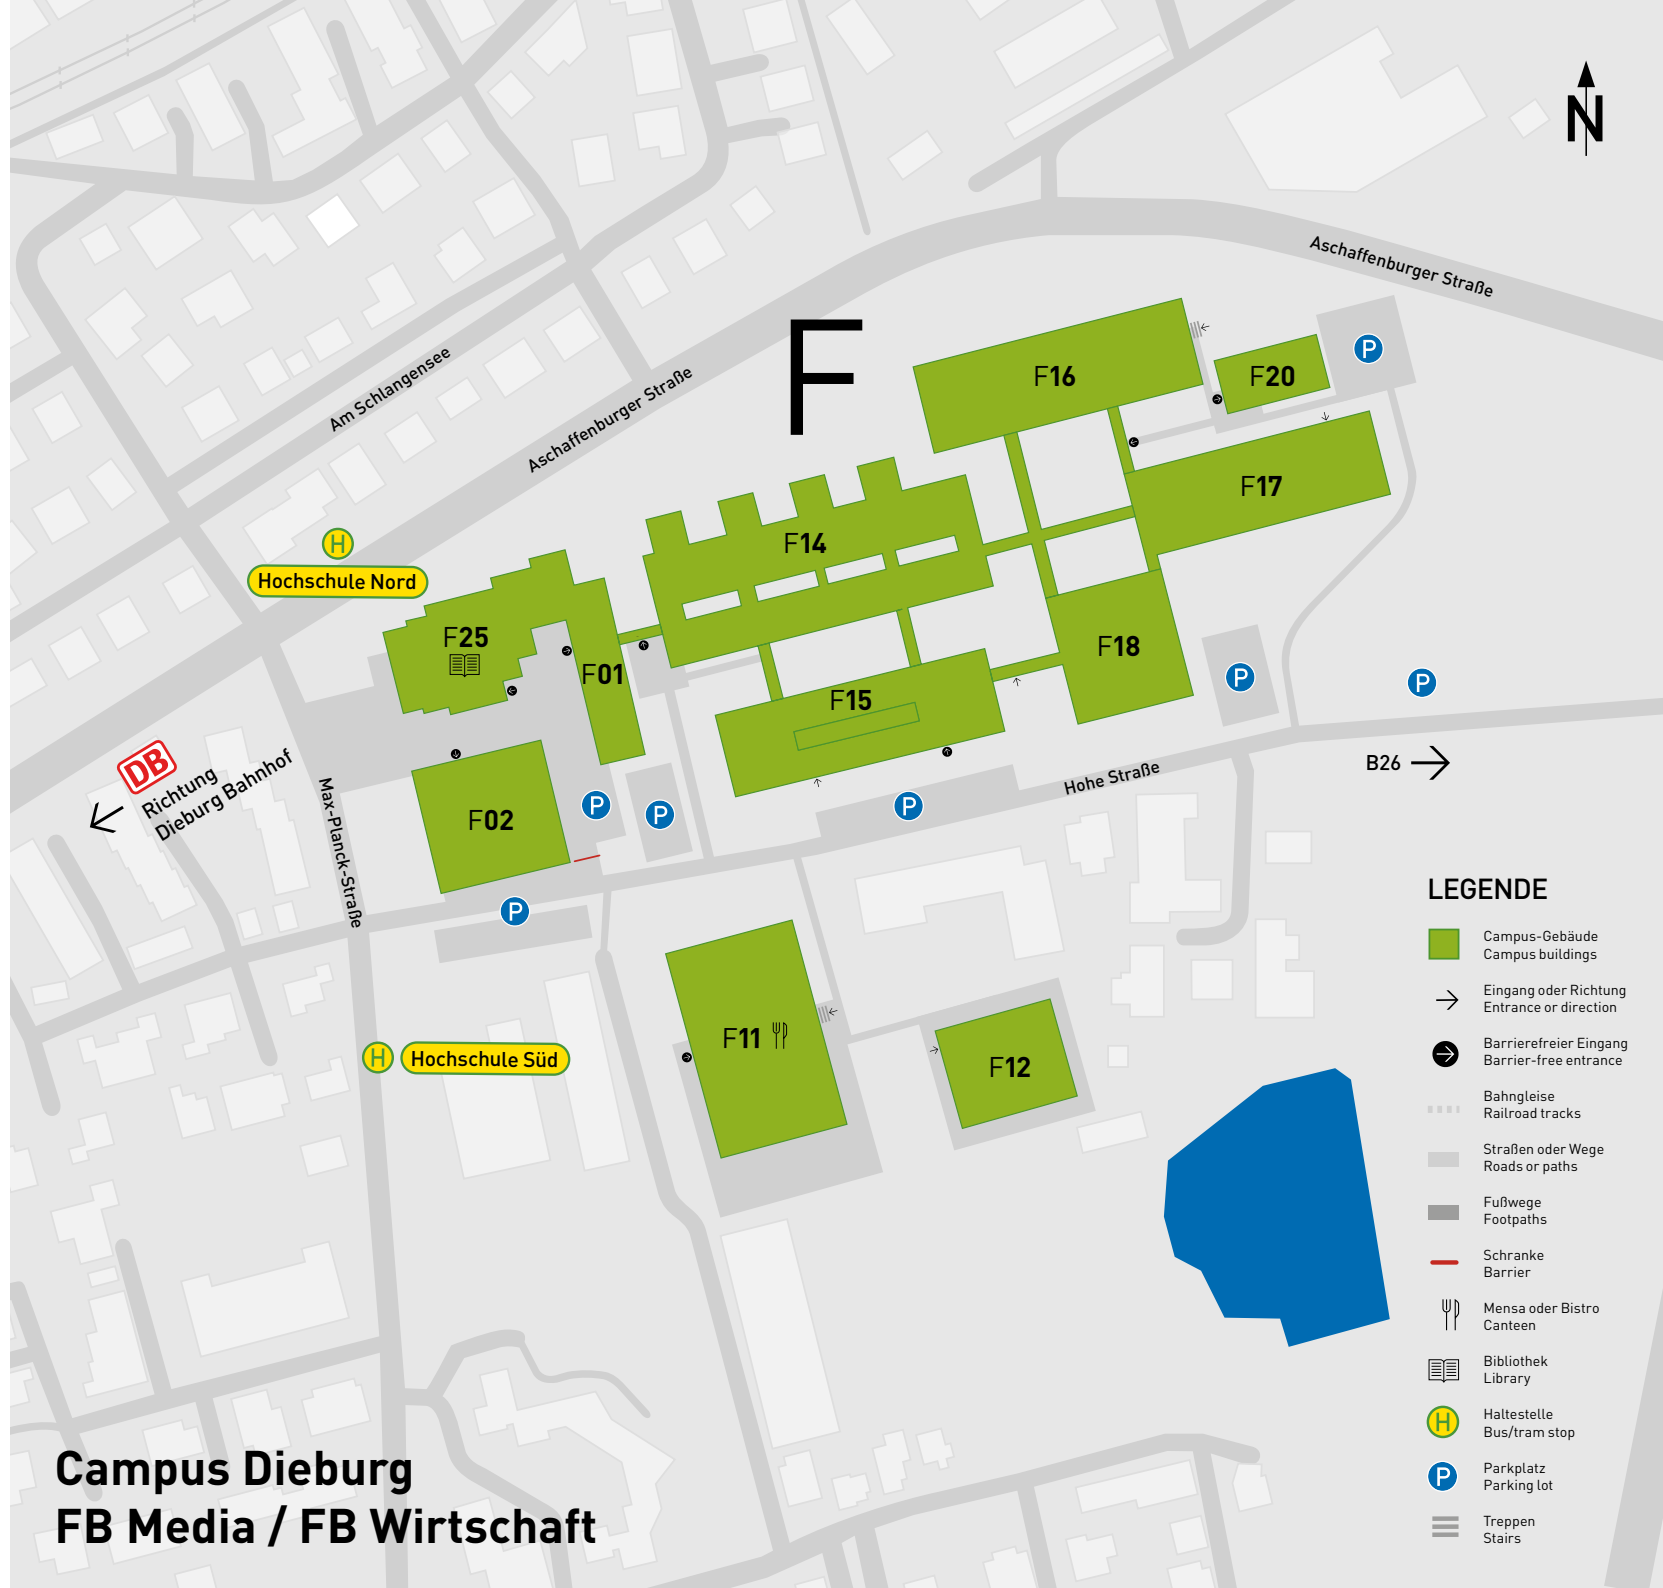 N
Aschaffenburger Straße
F
Am Schlangensee
Aschaffenburger Straße
F16
F20
P
F17
F14
H
Hochschule Nord
F25
F01
F18
F15
P
P
DB
Richtung
Dieburg Bahnhof
Max-Planck-Straße
F02
P
P
P
Hohe Straße
B26
P
H
Hochschule Süd
F11
F12
LEGENDE
Campus-Gebäude
Campus buildings
Eingang oder Richtung
Entrance or direction
Barrierefreier Eingang
Barrier-free entrance
Bahngleise
Railroad tracks
Straßen oder Wege
Roads or paths
Fußwege
Footpaths
Schranke
Barrier
Mensa oder Bistro
Canteen
Bibliothek
Library
H
Haltestelle
Bus/tram stop
P
Parkplatz
Parking lot
Treppen
Stairs
Campus Dieburg
FB Media / FB Wirtschaft